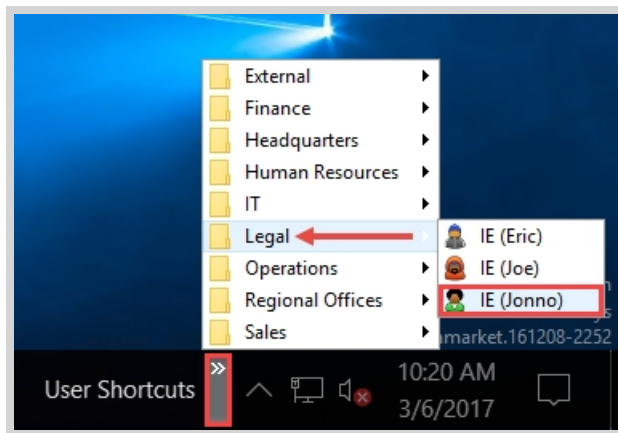 External
Finance
Headquarters
Human Resources
IT
Legal
IE (Eric)
Operations
IE (Joe)
Regional Offices
IE (Jonno)
Sales
market.161208-2252
User Shortcuts
10:20 AM
3/6/2017